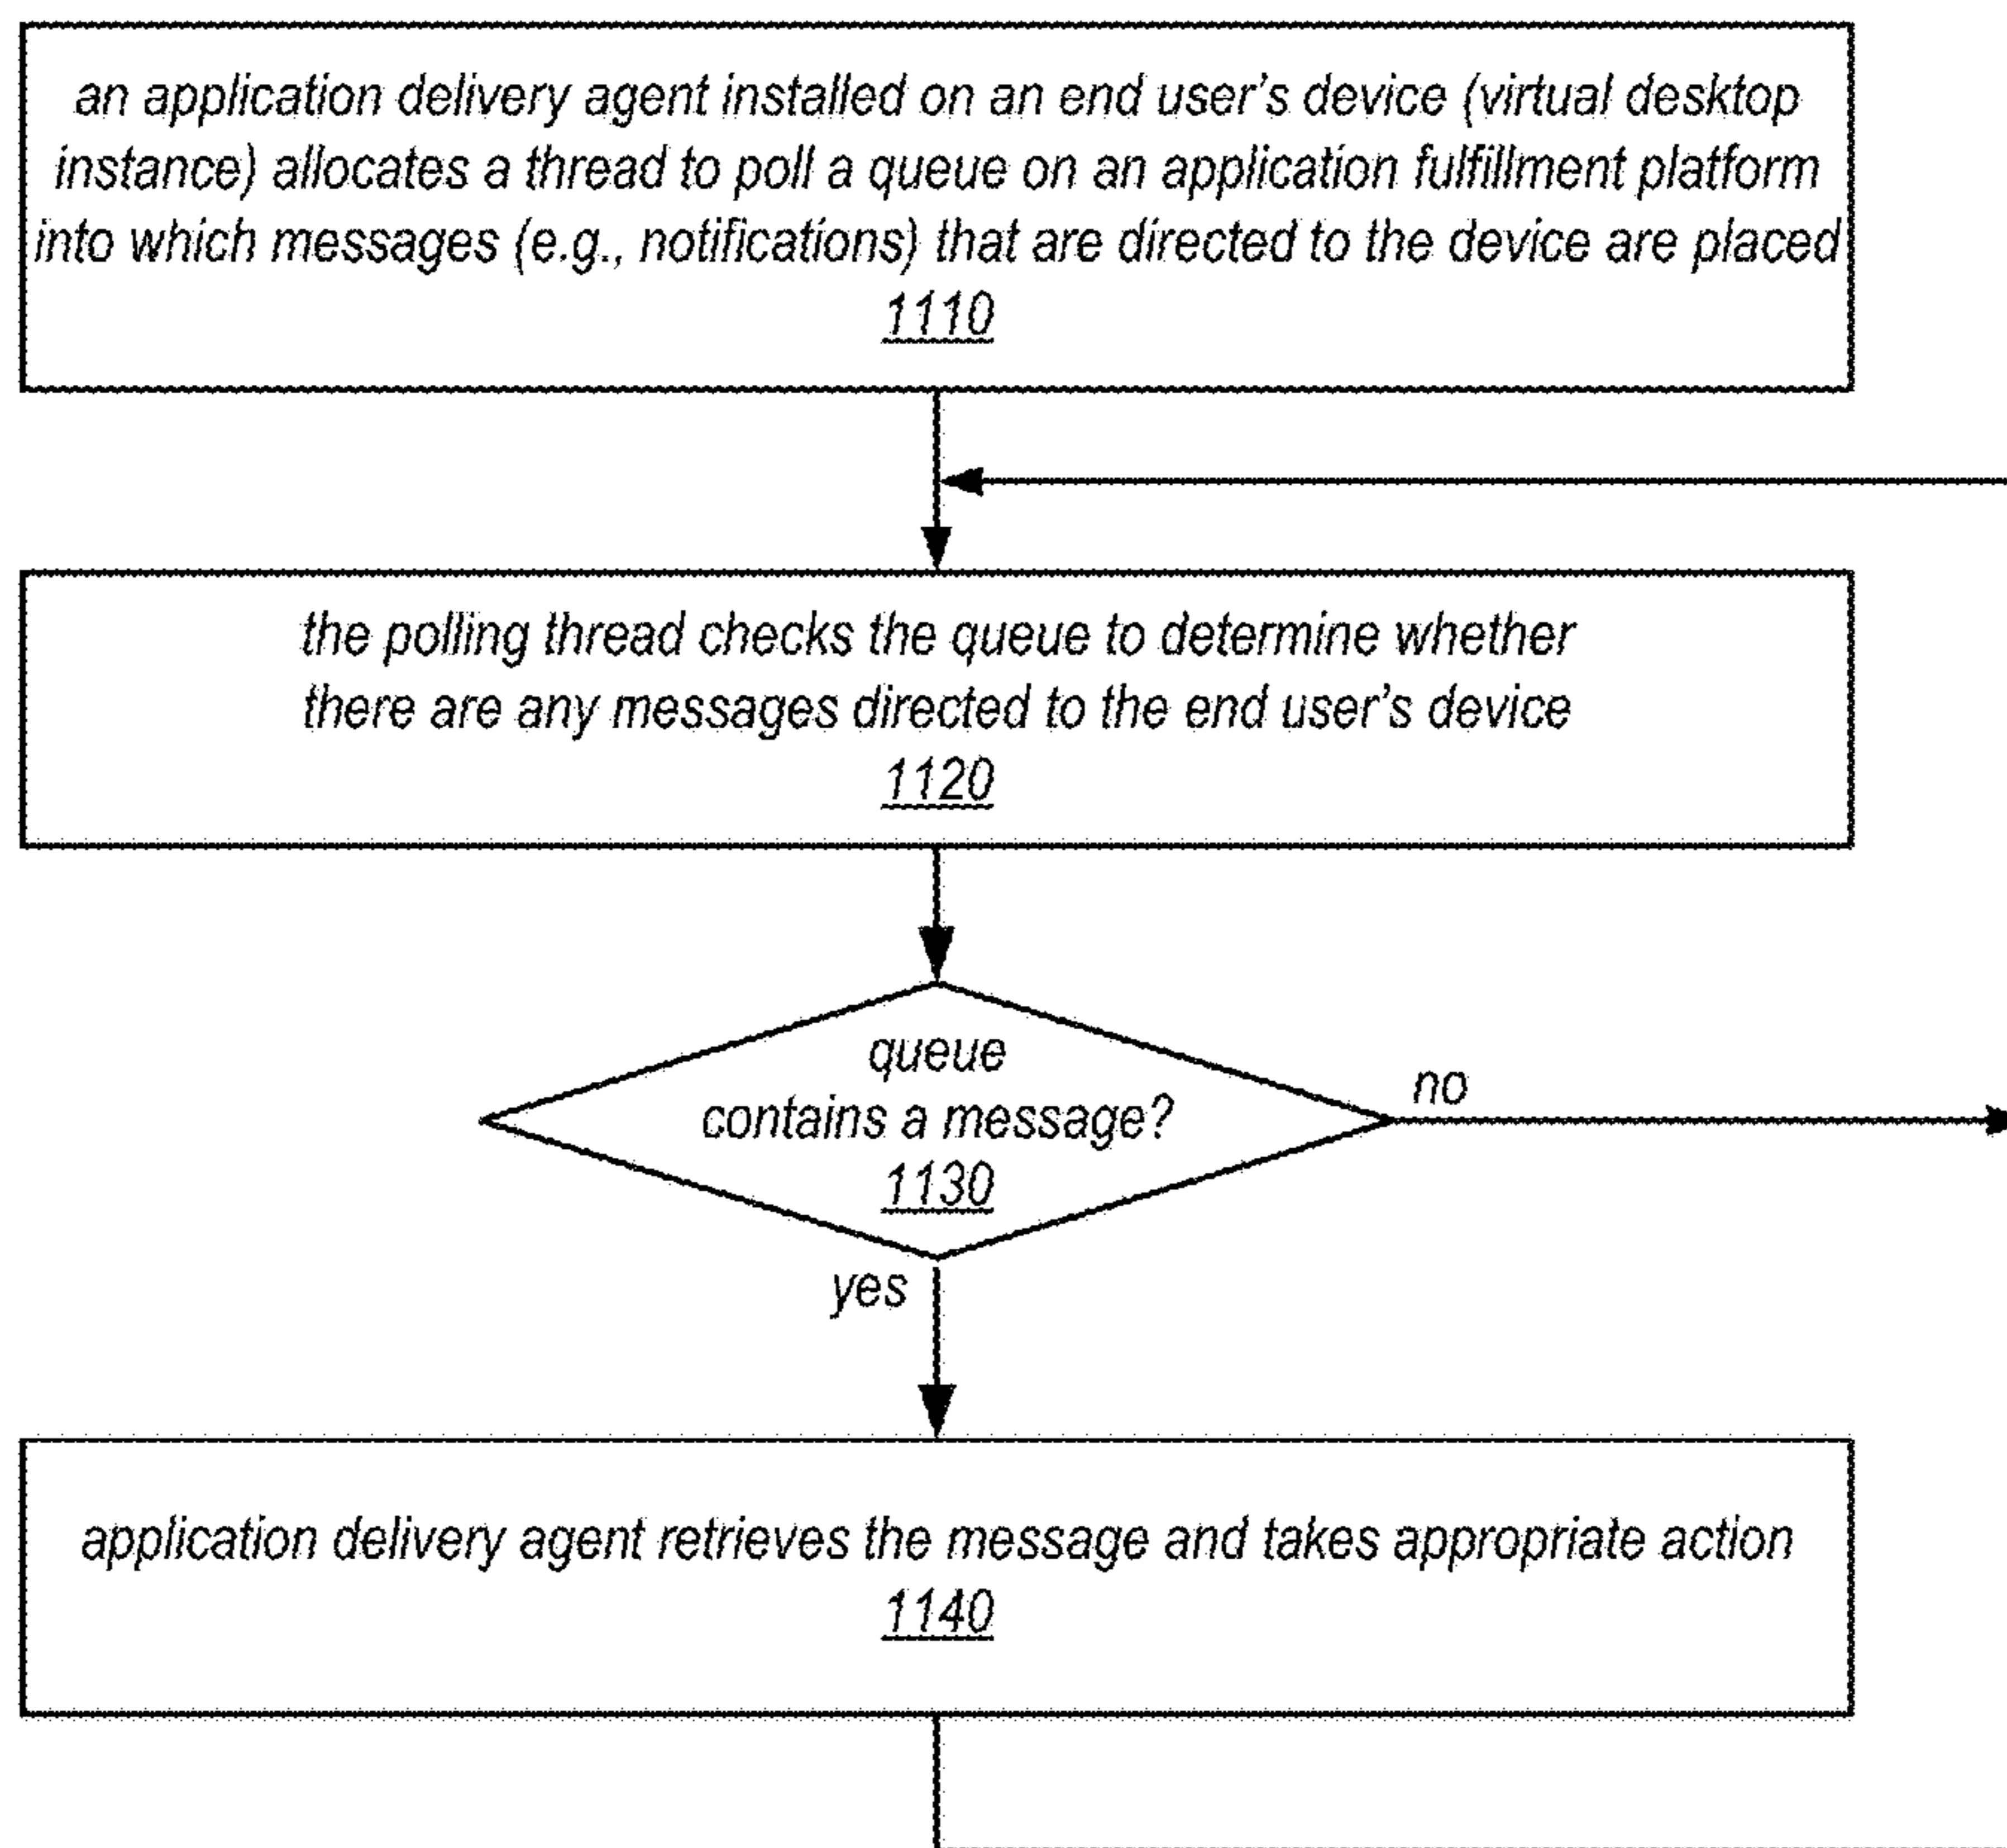 an application delivery agent installed on an end user's device (virtual desktop
instance) allocates a thread to poll a queue on an application fulfillment platform
into which messages (e.g., notifications) that are directed to the device are placed
1110
the polling thread checks the queue to determine whether
there are any messages directed to the end user's device
1120
queue
contains a message?
1130
no
yes
application delivery agent retrieves the message and takes appropriate action
1140